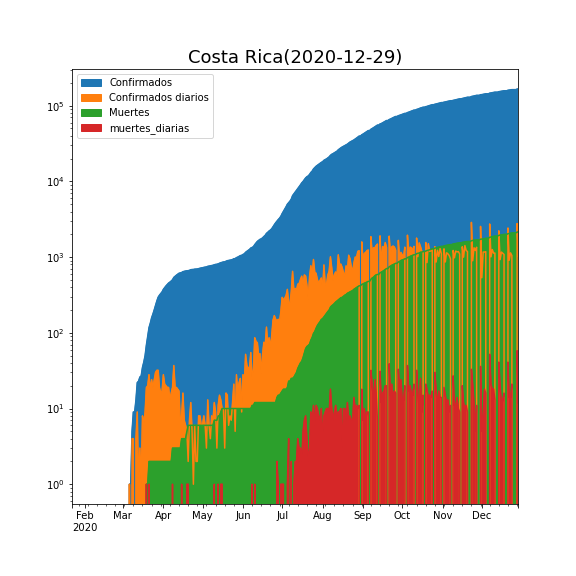 Costa Rica(2020-12-29)
Confirmados
Confirmados diarios
Muertes
muertes_diarias
10⁵
10⁴
10³
10²
10¹
10⁰
Feb Mar Apr May Jun Jul Aug Sep Oct Nov Dec
2020